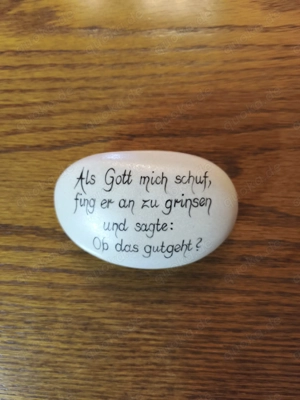 Als Gott mich schuf,
fing er an zu grinsen
und sagte:
Ob das gutgeht?